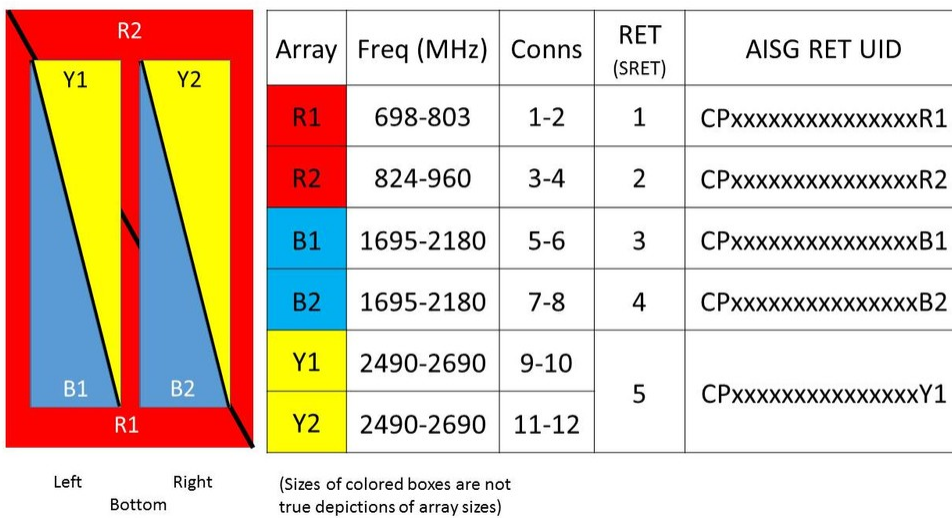 R2
Y1 Y2
B1 B2
R1
Left Right
Bottom
Array Freq (MHz) Conns RET (SRET) AISG RET UID
R1 698-803 1-2 1 CPxxxxxxxxxxxxxxxR1
R2 824-960 3-4 2 CPxxxxxxxxxxxxxxxR2
B1 1695-2180 5-6 3 CPxxxxxxxxxxxxxxxB1
B2 1695-2180 7-8 4 CPxxxxxxxxxxxxxxxB2
Y1 2490-2690 9-10
5 CPxxxxxxxxxxxxxxxY1
Y2 2490-2690 11-12
(Sizes of colored boxes are not
true depictions of array sizes)